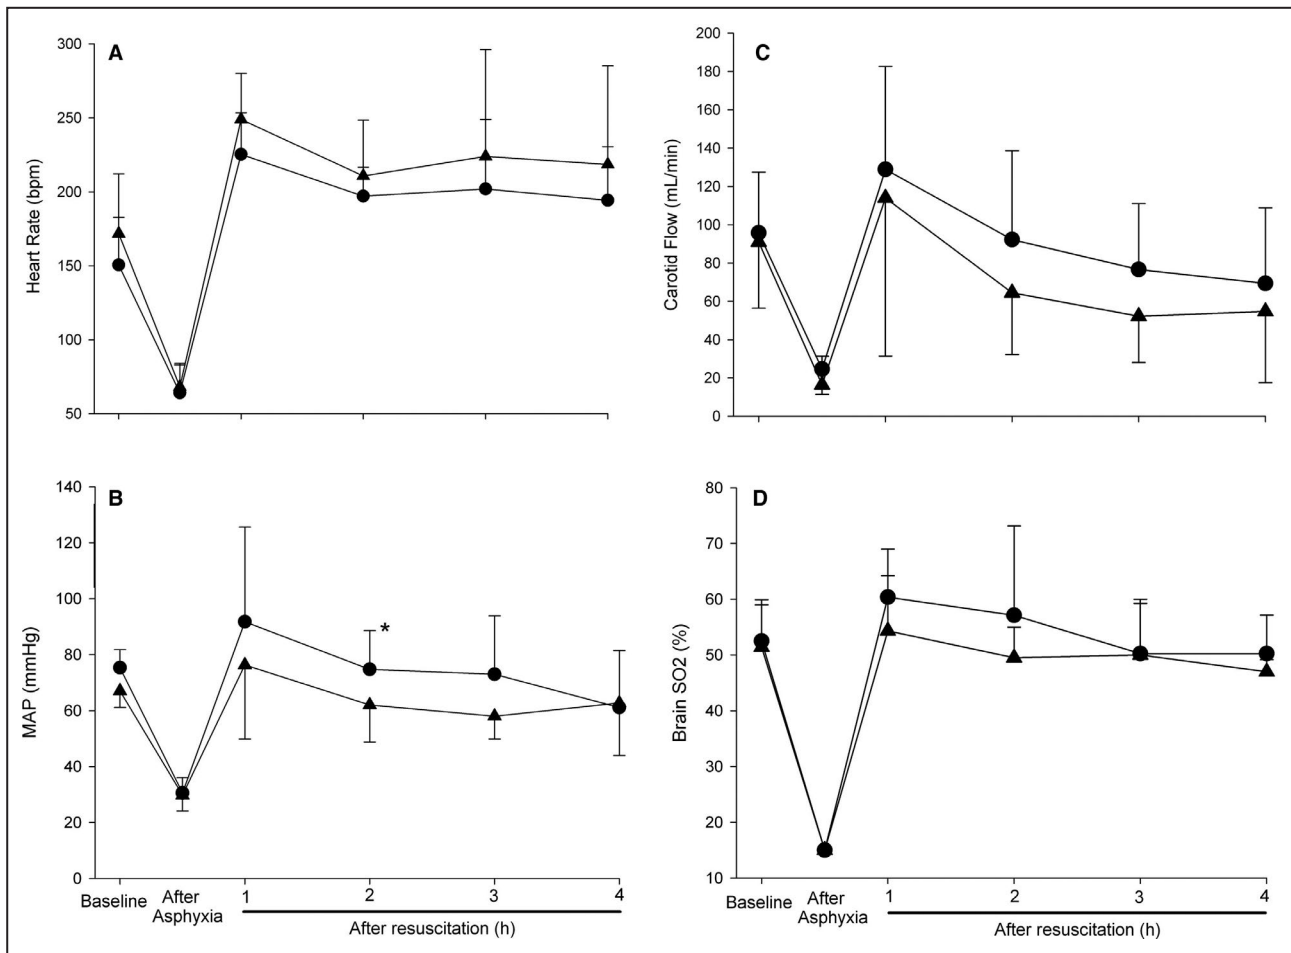 A
Heart Rate (bpm)
300
250
200
150
100
50
C
Carotid Flow (mL/min)
200
180
160
140
120
100
80
60
40
20
0
B
MAP (mmHg)
140
120
100
80
60
40
20
0
*
Baseline
After
Asphyxia
1
2
3
4
After resuscitation (h)
D
Brain SO2 (%)
80
70
60
50
40
30
20
10
Baseline
After
Asphyxia
1
2
3
4
After resuscitation (h)